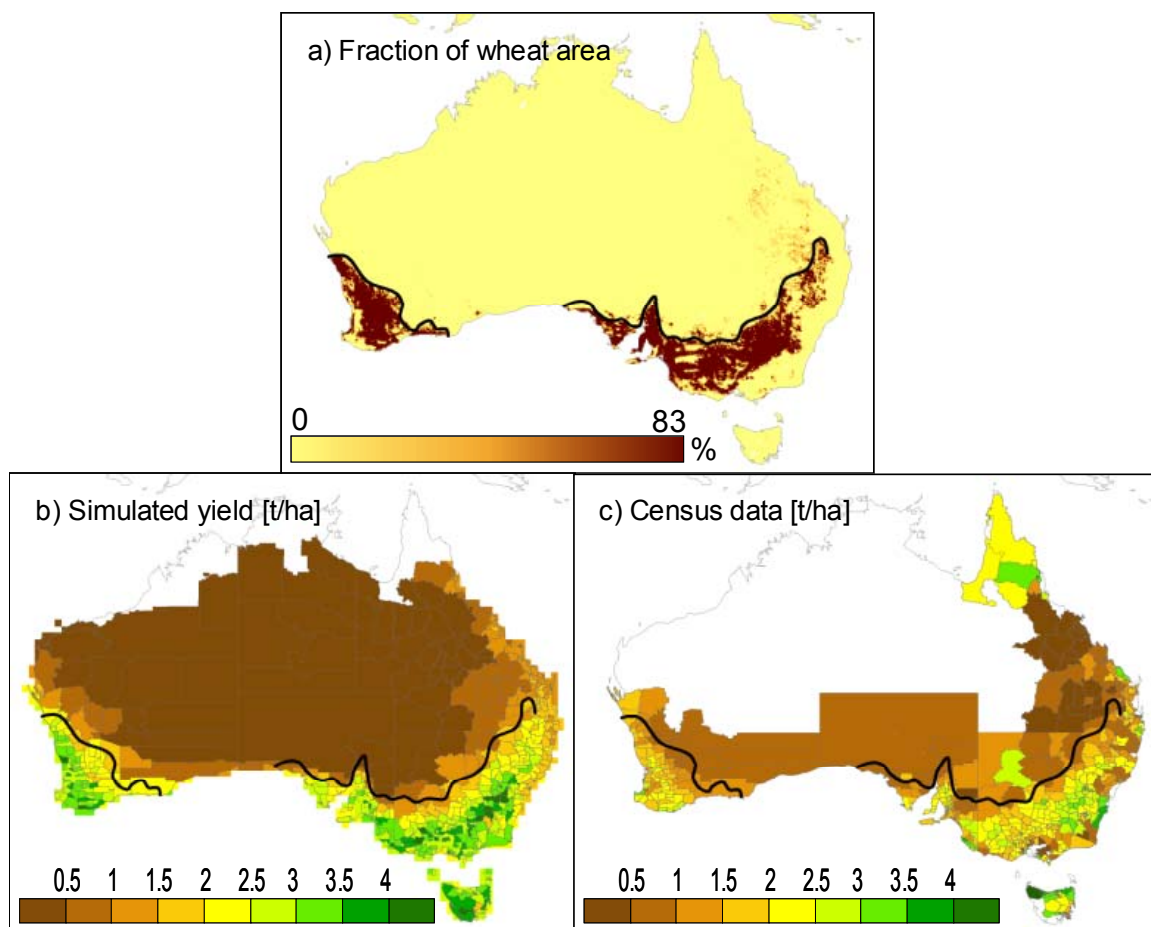 a) Fraction of wheat area
0 83
%
b) Simulated yield [t/ha]
0.5 1 1.5 2 2.5 3 3.5 4
c) Census data [t/ha]
0.5 1 1.5 2 2.5 3 3.5 4